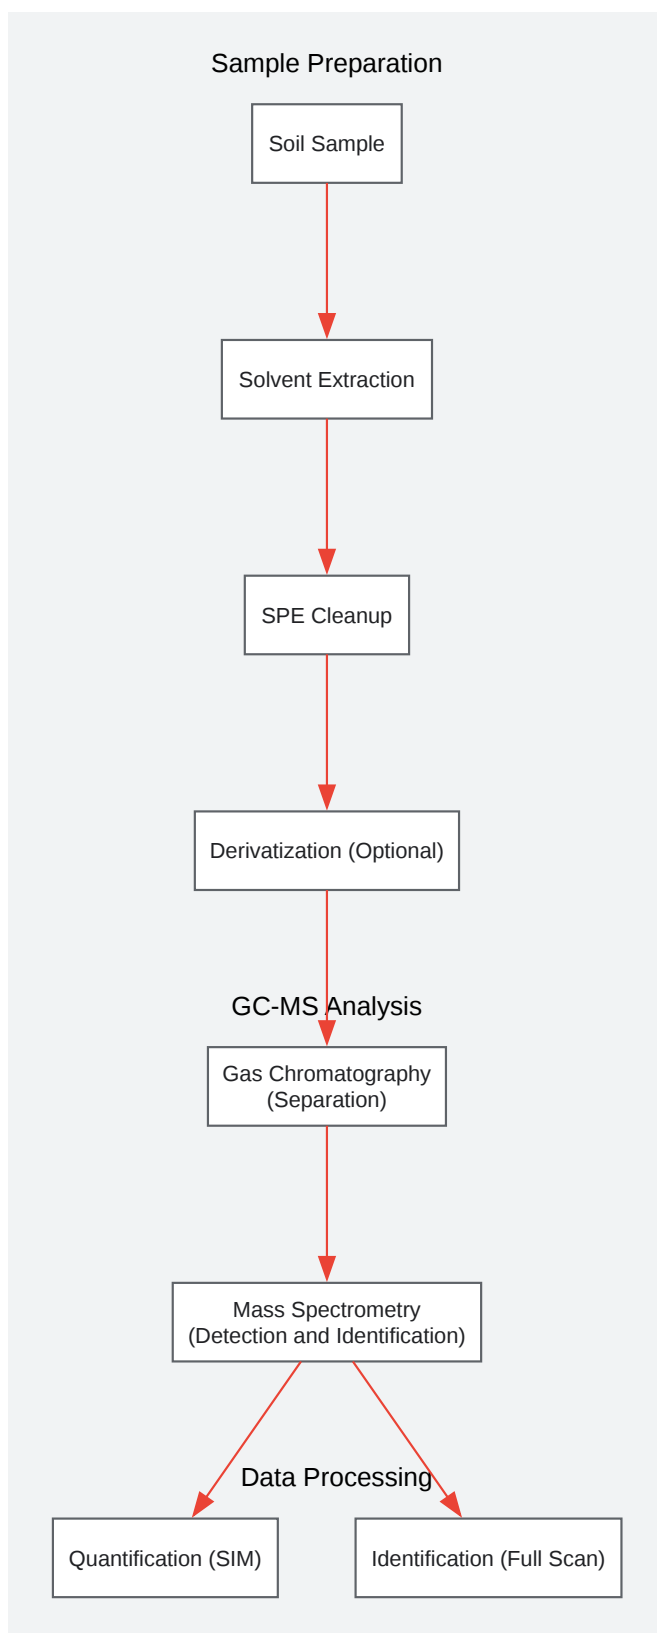 Sample Preparation
Soil Sample
Solvent Extraction
SPE Cleanup
Derivatization (Optional)
GC-MS Analysis
Gas Chromatography
(Separation)
Mass Spectrometry
(Detection and Identification)
Data Processing
Quantification (SIM)
Identification (Full Scan)